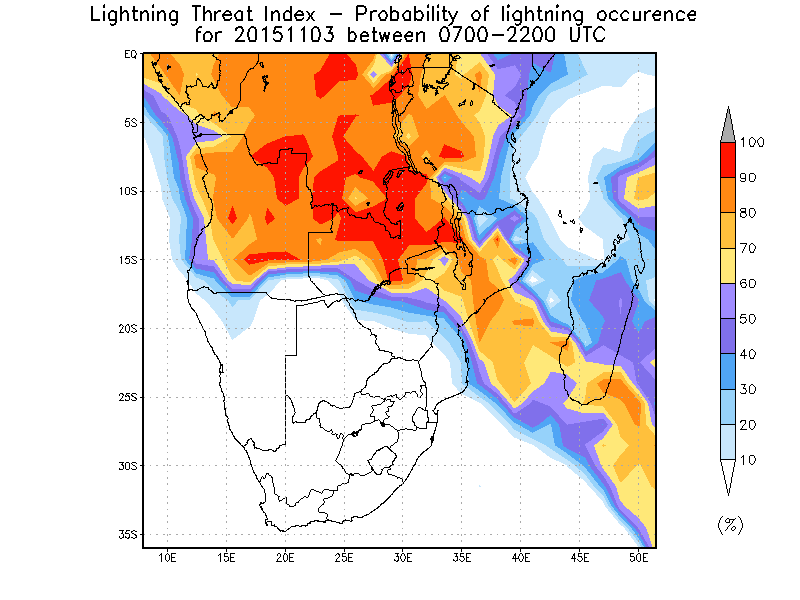 Lightning Threat Index – Probability of lightning occurence
for 20151103 between 0700–2200 UTC
EQ
5S
10S
15S
20S
25S
30S
35S
10E 15E 20E 25E 30E 35E 40E 45E 50E
100
90
80
70
60
50
40
30
20
10
(%)